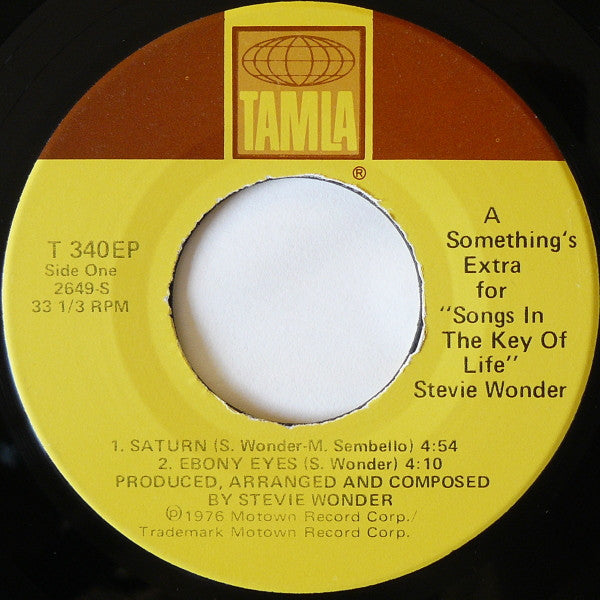 TAMLA
®
T 340EP
Side One
2649-S
33 1/3 RPM
A
Something's
Extra
for
"Songs In
The Key Of
Life"
Stevie Wonder
1. SATURN (S. Wonder-M. Sembello) 4:54
2. EBONY EYES (S. Wonder) 4:10
PRODUCED, ARRANGED AND COMPOSED
BY STEVIE WONDER
℗1976 Motown Record Corp./
Trademark Motown Record Corp.